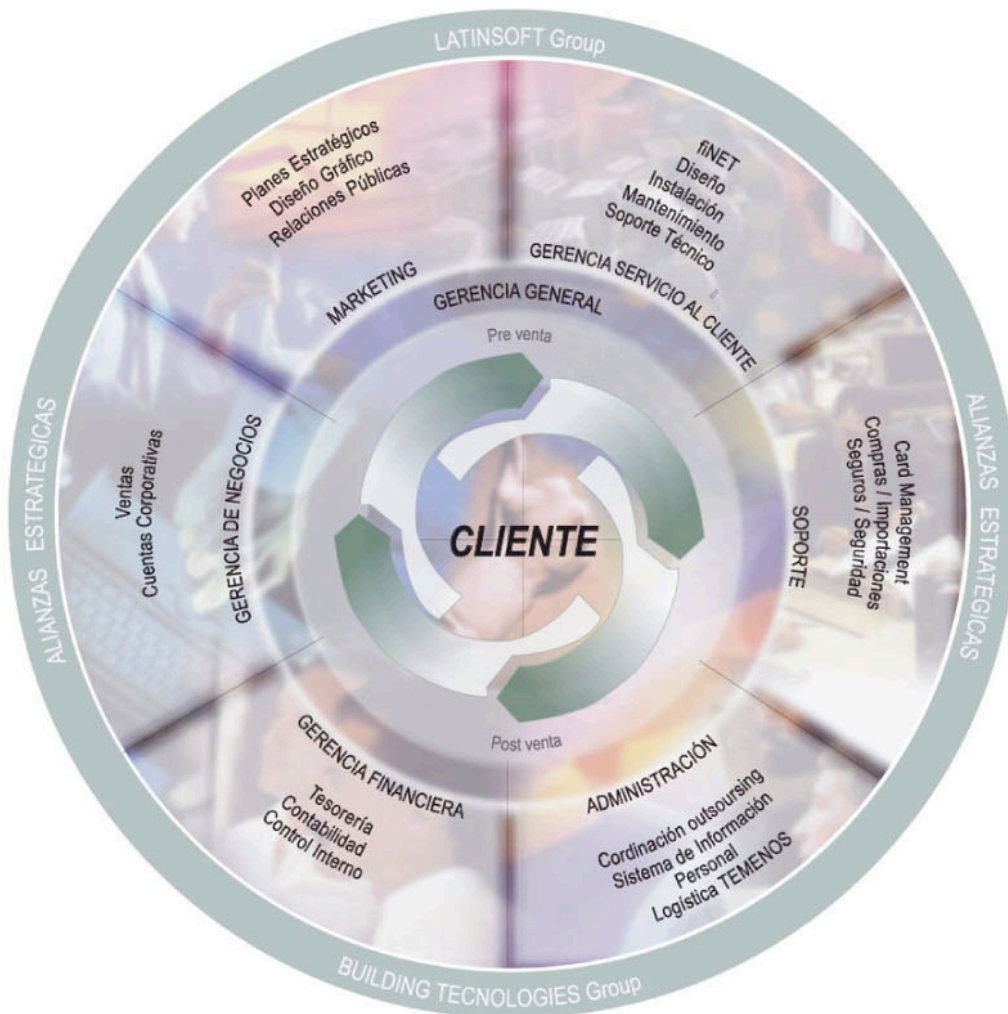 LATINSOFT Group
Planes Estratégicos
Diseño Gráfico
Relaciones Públicas
MARKETING
fiNET
Diseño
Instalación
Mantenimiento
Soporte Técnico
GERENCIA SERVICIO AL CLIENTE
GERENCIA GENERAL
Pre venta
ALIANZAS ESTRATEGICAS
Ventas
Cuentas Corporativas
GERENCIA DE NEGOCIOS
CLIENTE
SOPORTE
Card Management
Compras / Importaciones
Seguros / Seguridad
ALIANZAS ESTRATEGICAS
Post venta
GERENCIA FINANCIERA
Tesorería
Contabilidad
Control Interno
ADMINISTRACIÓN
Cordinación outsoursing
Sistema de Información
Personal
Logística TEMENOS
BUILDING TECNOLOGIES Group